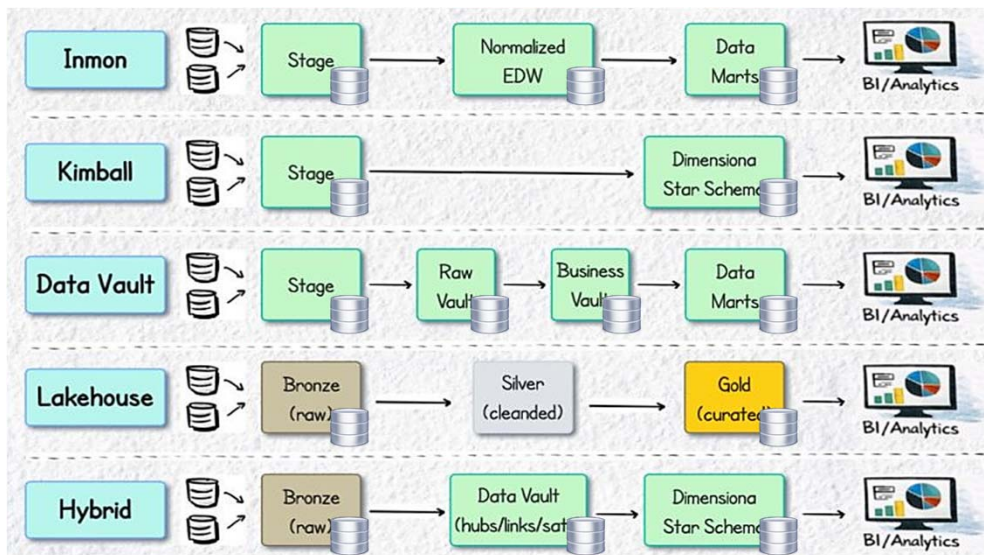 Inmon
Stage
Normalized
EDW
Data
Marts
BI/Analytics
Kimball
Stage
Dimensiona
Star Schem
BI/Analytics
Data Vault
Stage
Raw
Vault
Business
Vault
Data
Marts
BI/Analytics
Lakehouse
Bronze
(raw)
Silver
(cleanded)
Gold
(curated)
BI/Analytics
Hybrid
Bronze
(raw)
Data Vault
(hubs/links/sat
Dimensiona
Star Schem
BI/Analytics